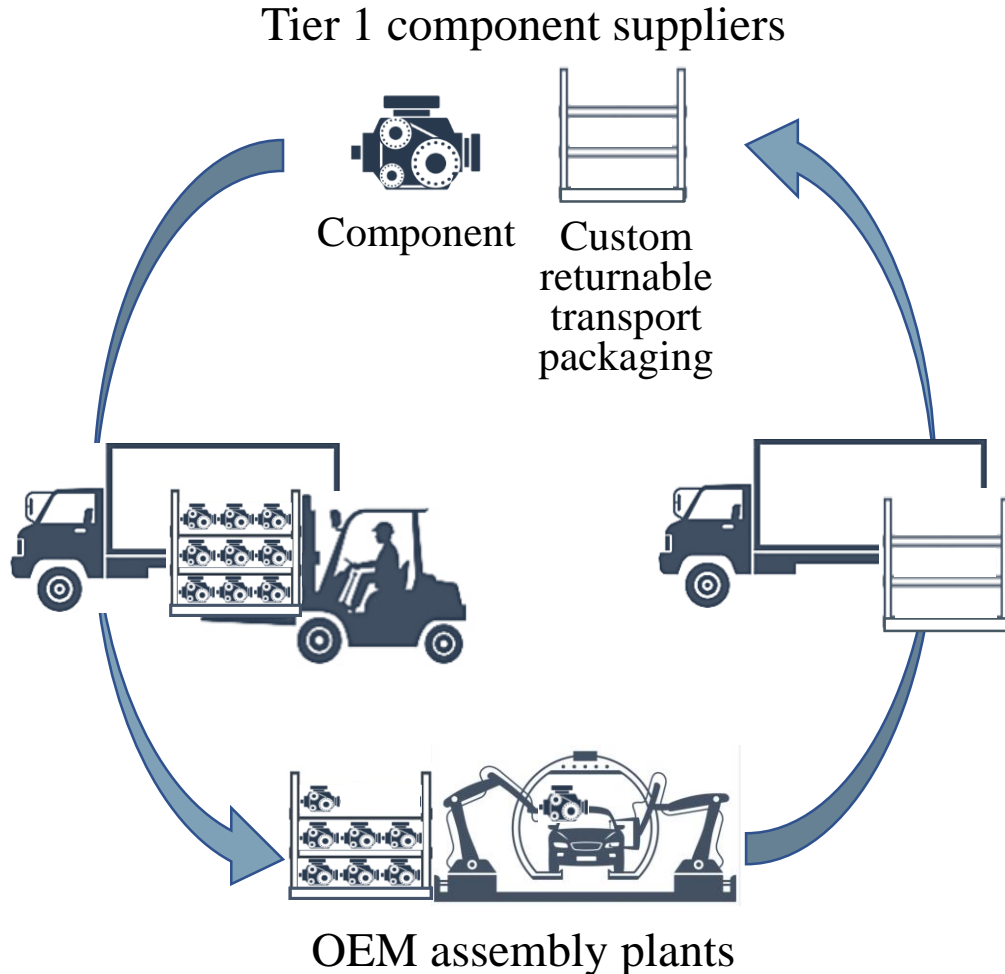 Tier 1 component suppliers
Component
Custom
returnable
transport
packaging
OEM assembly plants